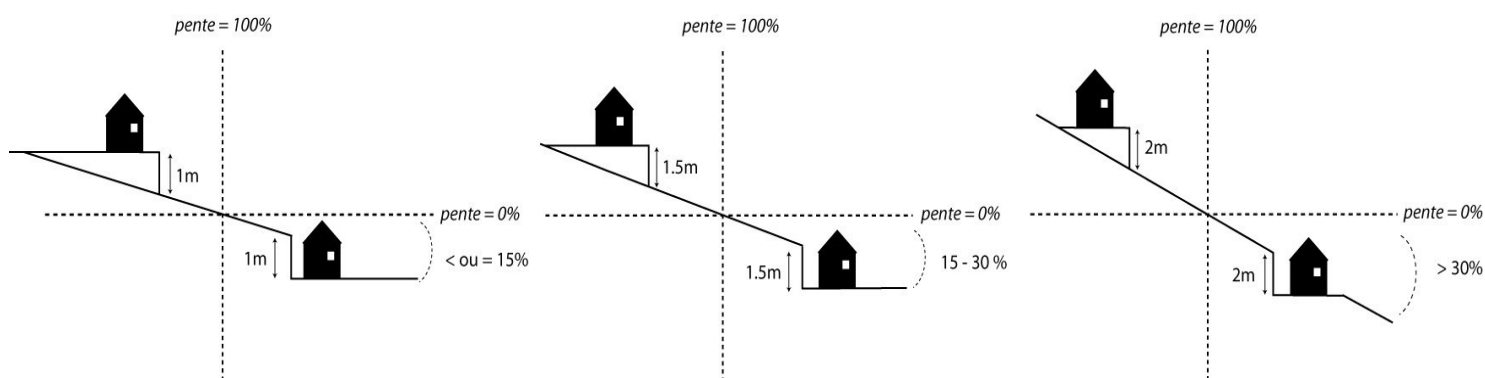 pente = 100%
1m
pente = 0%
1m
< ou = 15%
pente = 100%
1.5m
pente = 0%
1.5m
15 - 30 %
pente = 100%
2m
pente = 0%
2m
> 30%